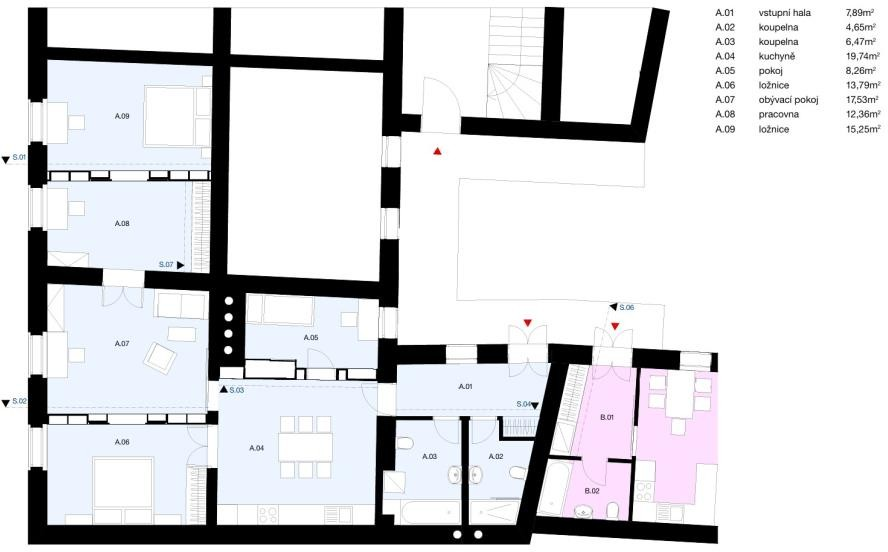 A.01 vstupní hala 7,89m²
A.02 koupelna 4,65m²
A.03 koupelna 6,47m²
A.04 kuchyně 19,74m²
A.05 pokoj 8,26m²
A.06 ložnice 13,79m²
A.07 obývací pokoj 17,53m²
A.08 pracovna 12,36m²
A.09 ložnice 15,25m²
A.09
S.01
A.08
S.07
S.06
A.07
A.05
S.03
A.01
S.02
S.04
B.01
A.06
A.04
A.03
A.02
B.02